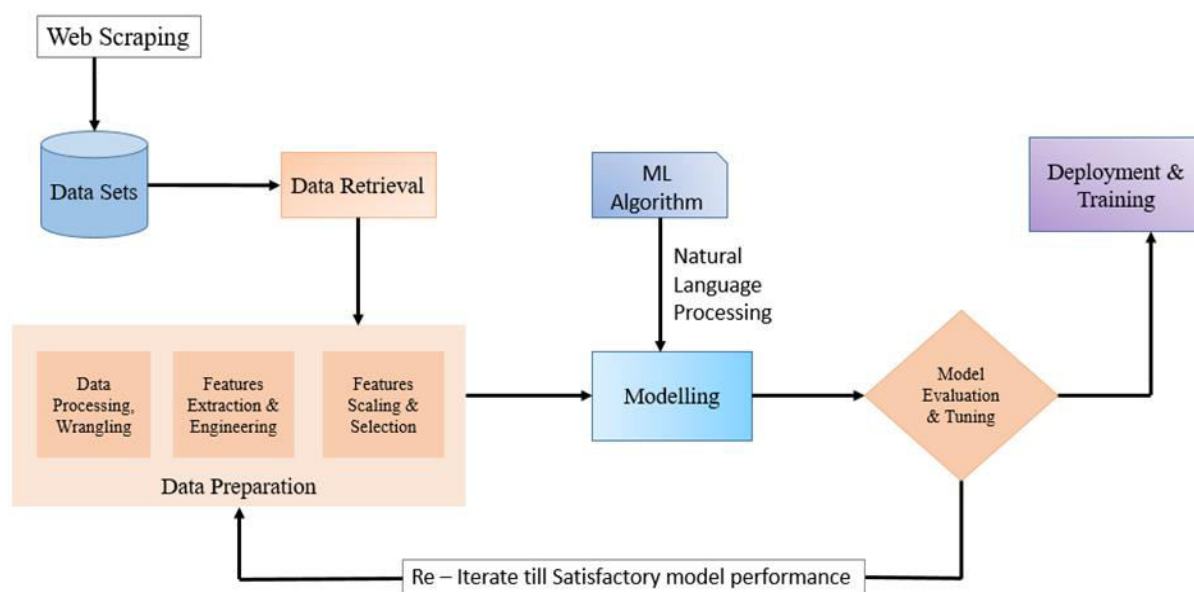 Web Scraping
Data Sets
Data Retrieval
ML
Algorithm
Deployment &
Training
Natural
Language
Processing
Data
Processing,
Wrangling
Features
Extraction &
Engineering
Features
Scaling &
Selection
Data Preparation
Modelling
Model
Evaluation
& Tuning
Re – Iterate till Satisfactory model performance